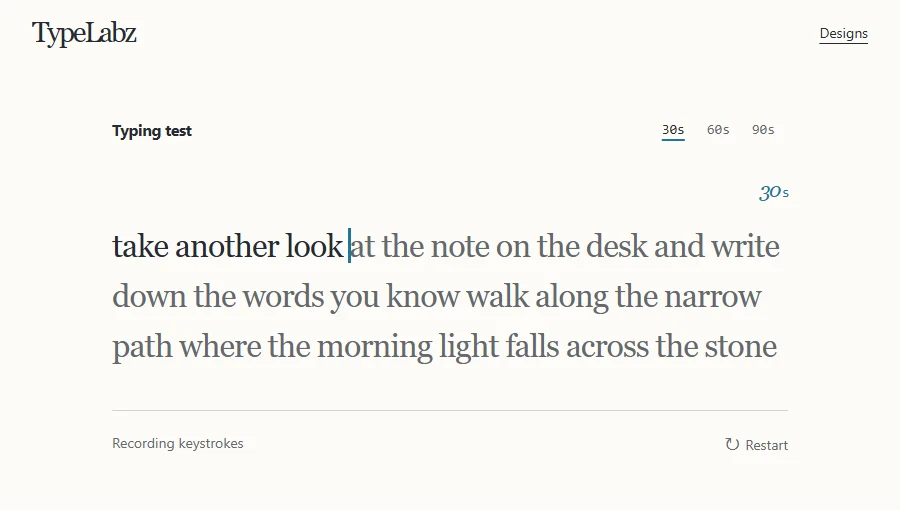 TypeLabz
Designs
Typing test
30s 60s 90s
30s
take another look at the note on the desk and write
down the words you know walk along the narrow
path where the morning light falls across the stone
Recording keystrokes
Restart